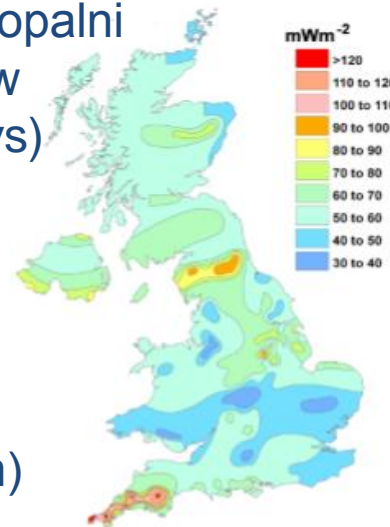 opalni
w
ys)
n)
mWm-2
>120
110 to 120
100 to 110
90 to 100
80 to 90
70 to 80
60 to 70
50 to 60
40 to 50
30 to 40